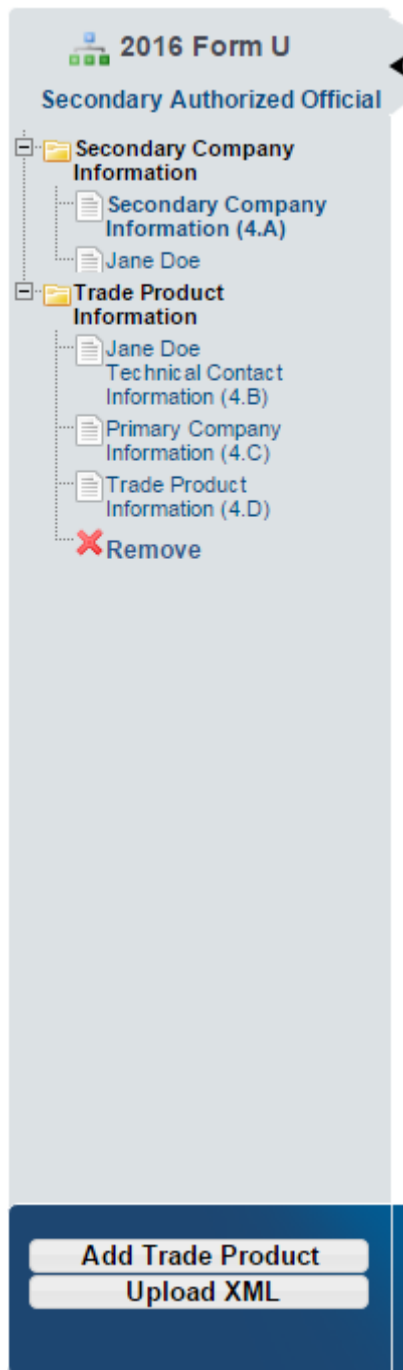 2016 Form U
Secondary Authorized Official
Secondary Company
Information
Secondary Company
Information (4.A)
Jane Doe
Trade Product
Information
Jane Doe
Technical Contact
Information (4.B)
Primary Company
Information (4.C)
Trade Product
Information (4.D)
Remove
Add Trade Product
Upload XML